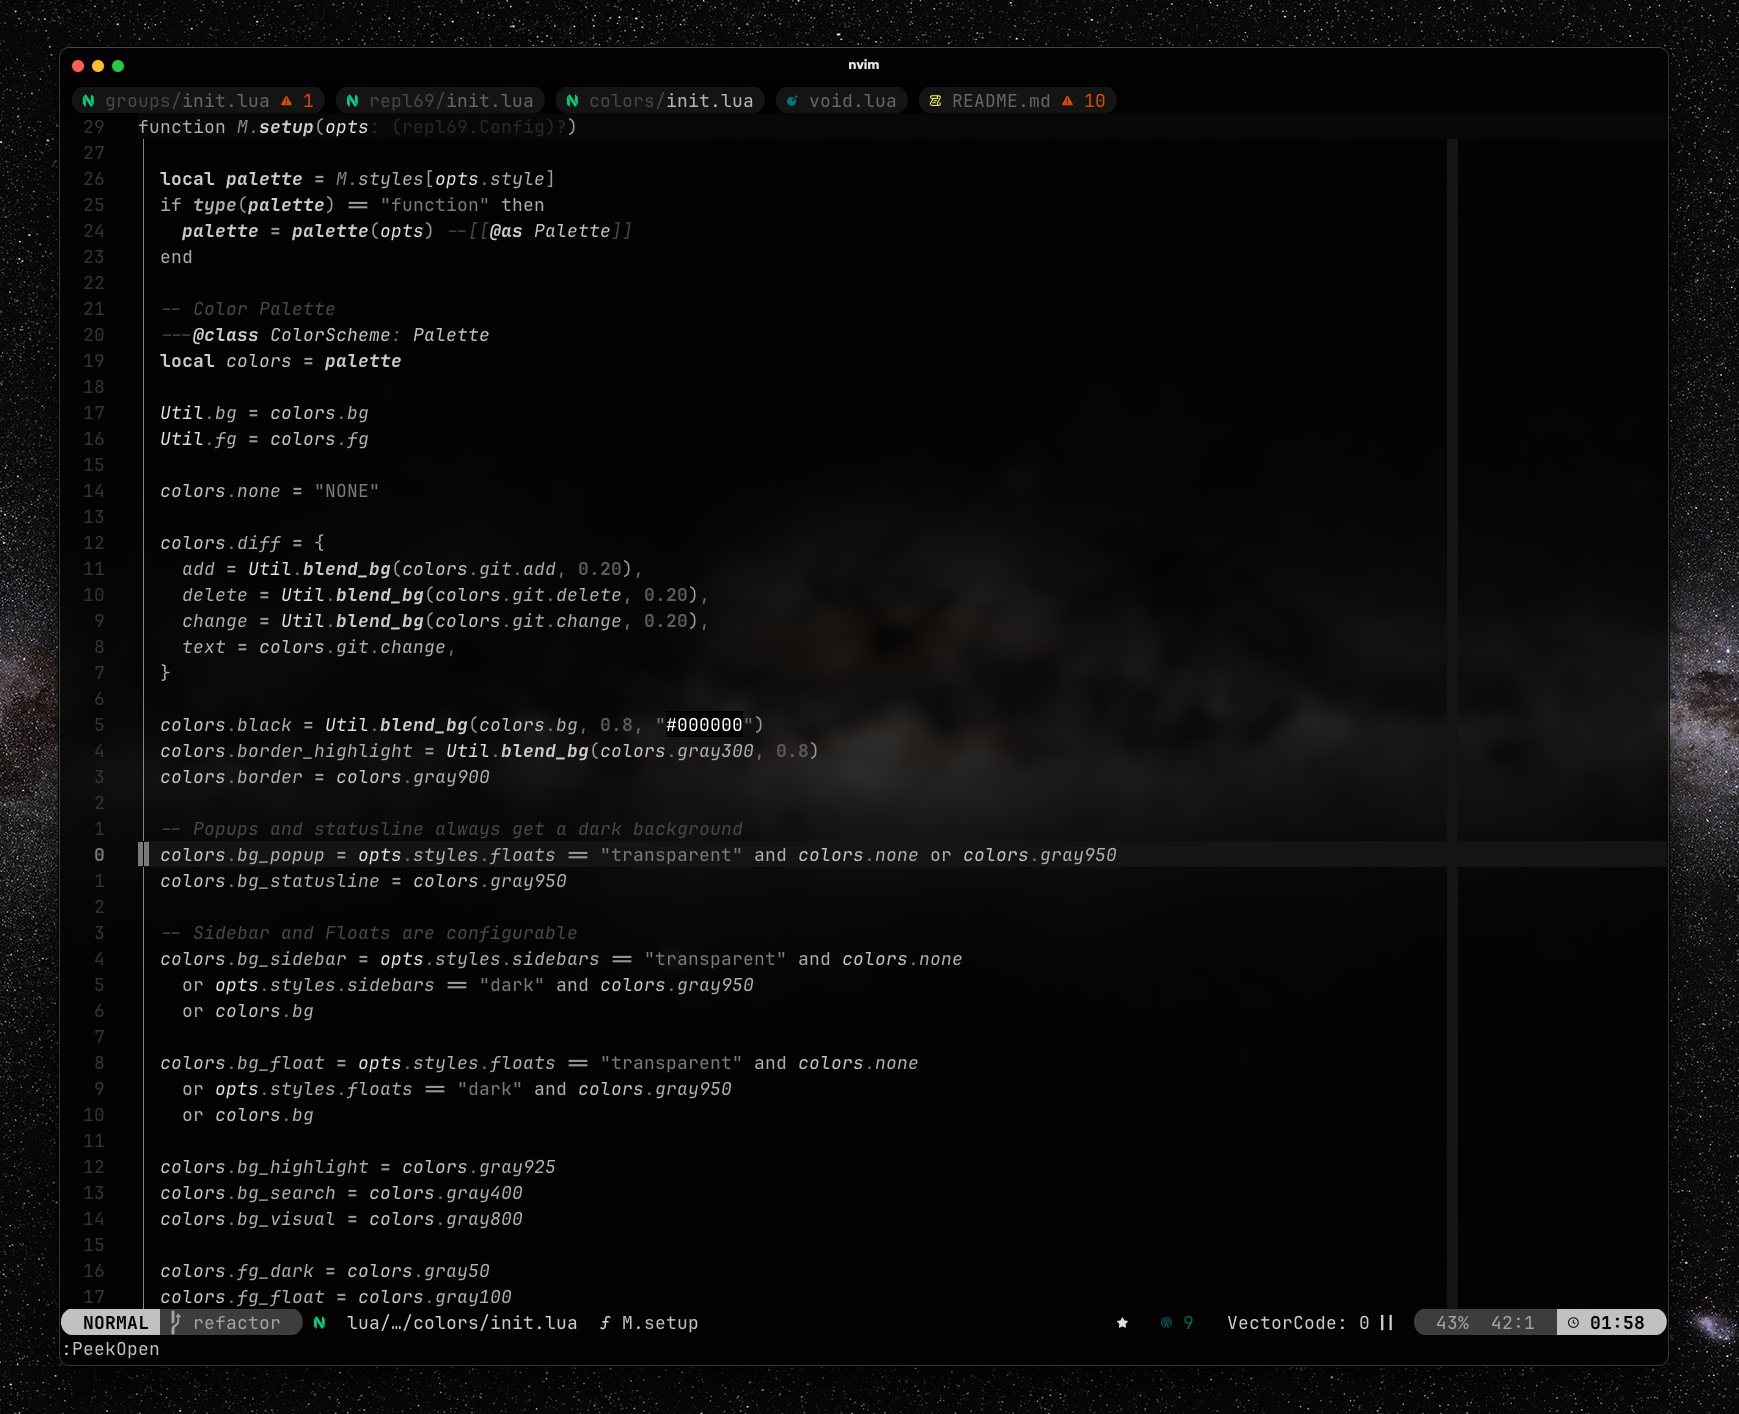 nvim
groups/init.lua 1 repl69/init.lua colors/init.lua void.lua README.md 10
29 function M.setup(opts: (repl69.Config)?)
27
26 local palette = M.styles[opts.style]
25 if type(palette) == "function" then
24 palette = palette(opts) --[[@as Palette]]
23 end
22
21 -- Color Palette
20 ---@class ColorScheme: Palette
19 local colors = palette
18
17 Util.bg = colors.bg
16 Util.fg = colors.fg
15
14 colors.none = "NONE"
13
12 colors.diff = {
11 add = Util.blend_bg(colors.git.add, 0.20),
10 delete = Util.blend_bg(colors.git.delete, 0.20),
9 change = Util.blend_bg(colors.git.change, 0.20),
8 text = colors.git.change,
7 }
6
5 colors.black = Util.blend_bg(colors.bg, 0.8, "#000000")
4 colors.border_highlight = Util.blend_bg(colors.gray300, 0.8)
3 colors.border = colors.gray900
2
1 -- Popups and statusline always get a dark background
0 colors.bg_popup = opts.styles.floats == "transparent" and colors.none or colors.gray950
1 colors.bg_statusline = colors.gray950
2
3 -- Sidebar and Floats are configurable
4 colors.bg_sidebar = opts.styles.sidebars == "transparent" and colors.none
5 or opts.styles.sidebars == "dark" and colors.gray950
6 or colors.bg
7
8 colors.bg_float = opts.styles.floats == "transparent" and colors.none
9 or opts.styles.floats == "dark" and colors.gray950
10 or colors.bg
11
12 colors.bg_highlight = colors.gray925
13 colors.bg_search = colors.gray400
14 colors.bg_visual = colors.gray800
15
16 colors.fg_dark = colors.gray50
17 colors.fg_float = colors.gray100
NORMAL refactor lua/…/colors/init.lua ƒ M.setup 9 VectorCode: 0 43% 42:1 01:58
:PeekOpen